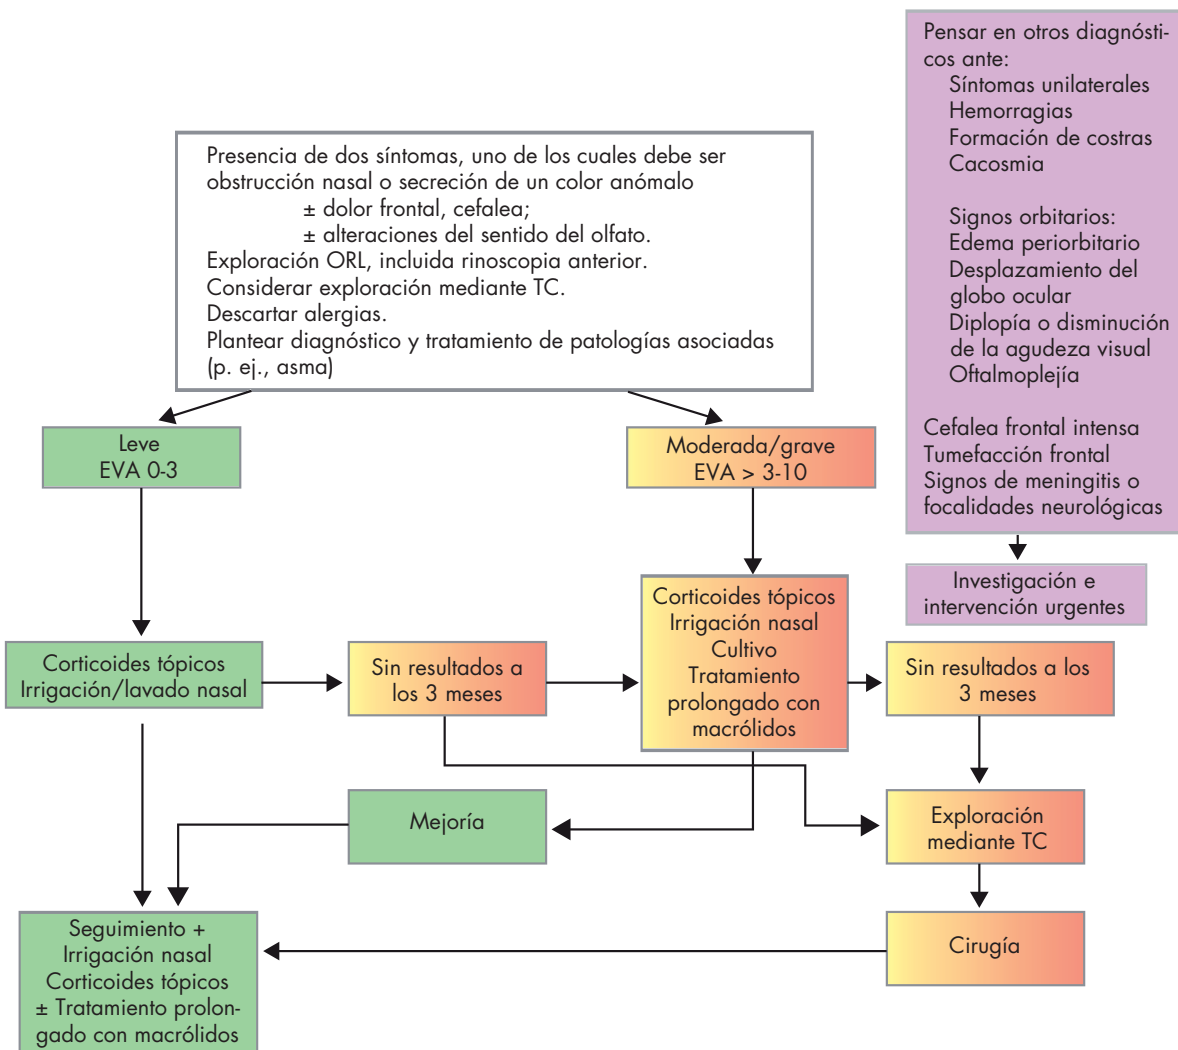 Pensar en otros diagnósti-
cos ante:
Síntomas unilaterales
Hemorragias
Formación de costras
Cacosmia
Signos orbitarios:
Edema periorbitario
Desplazamiento del
globo ocular
Diplopía o disminución
de la agudeza visual
Oftalmoplejía
Cefalea frontal intensa
Tumefacción frontal
Signos de meningitis o
focalidades neurológicas
Investigación e
intervención urgentes
Presencia de dos síntomas, uno de los cuales debe ser
obstrucción nasal o secreción de un color anómalo
± dolor frontal, cefalea;
± alteraciones del sentido del olfato.
Exploración ORL, incluida rinoscopia anterior.
Considerar exploración mediante TC.
Descartar alergias.
Plantear diagnóstico y tratamiento de patologías asociadas
(p. ej., asma)
Leve
EVA 0-3
Moderada/grave
EVA > 3-10
Corticoides tópicos
Irrigación/lavado nasal
Sin resultados a
los 3 meses
Corticoides tópicos
Irrigación nasal
Cultivo
Tratamiento
prolongado con
macrólidos
Sin resultados a los
3 meses
Mejoría
Exploración
mediante TC
Seguimiento +
Irrigación nasal
Corticoides tópicos
± Tratamiento prolon-
gado con macrólidos
Cirugía